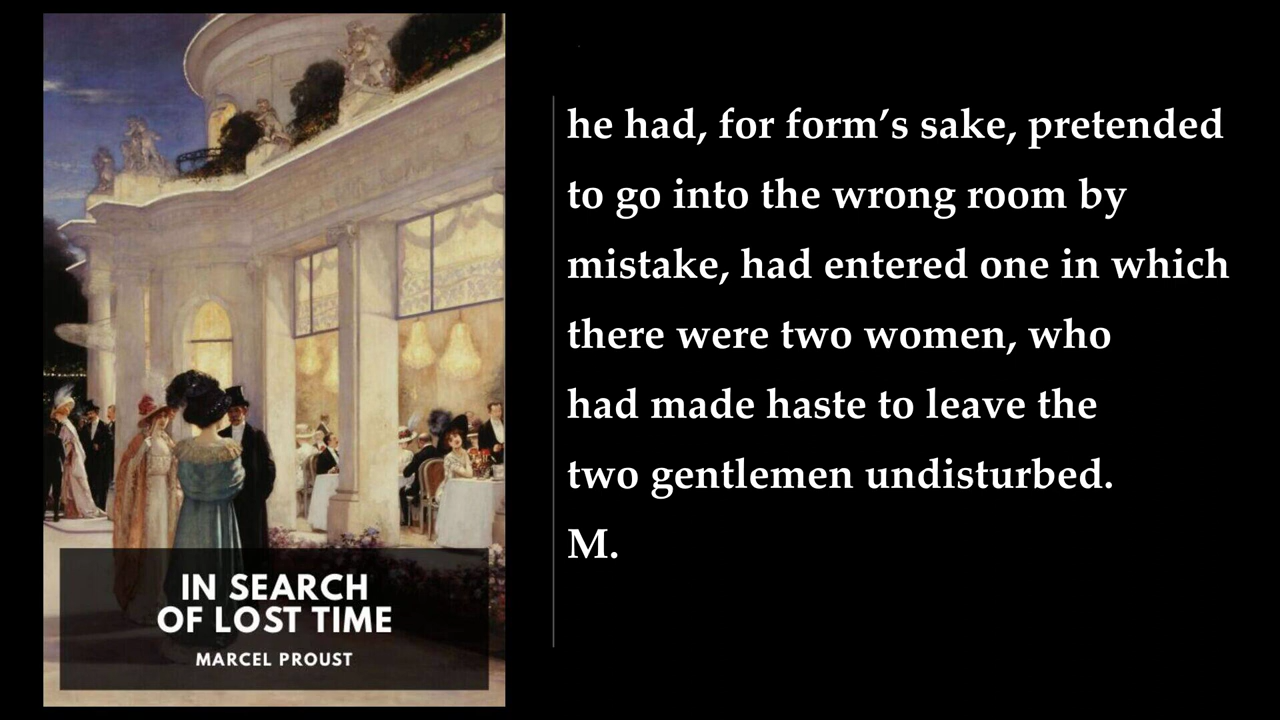 he had, for form’s sake, pretended
to go into the wrong room by
mistake, had entered one in which
there were two women, who
had made haste to leave the
two gentlemen undisturbed.
M.
IN SEARCH
OF LOST TIME
MARCEL PROUST